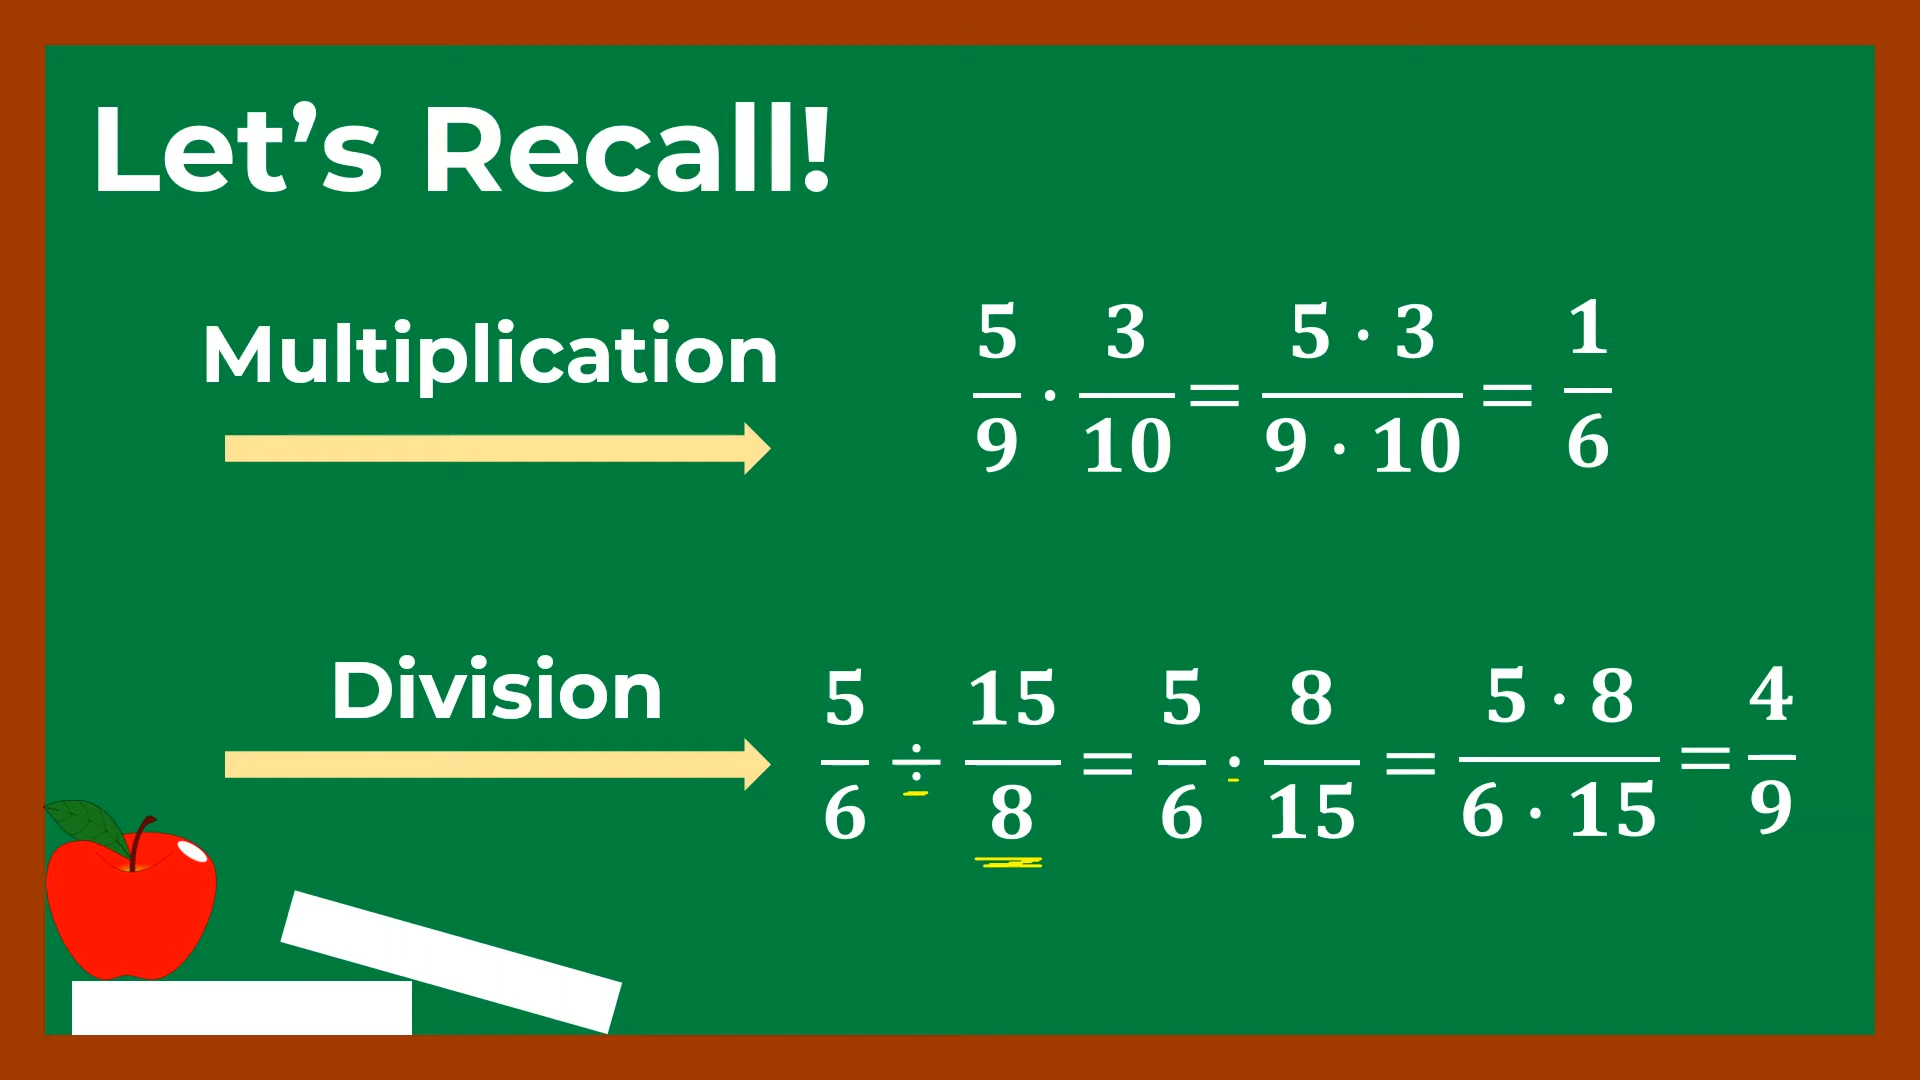 Let’s Recall!
Multiplication
5/9 · 3/10 = 5 · 3/9 · 10 = 1/6
Division
5/6 ÷ 15/8 = 5/6 · 8/15 = 5 · 8/6 · 15 = 4/9